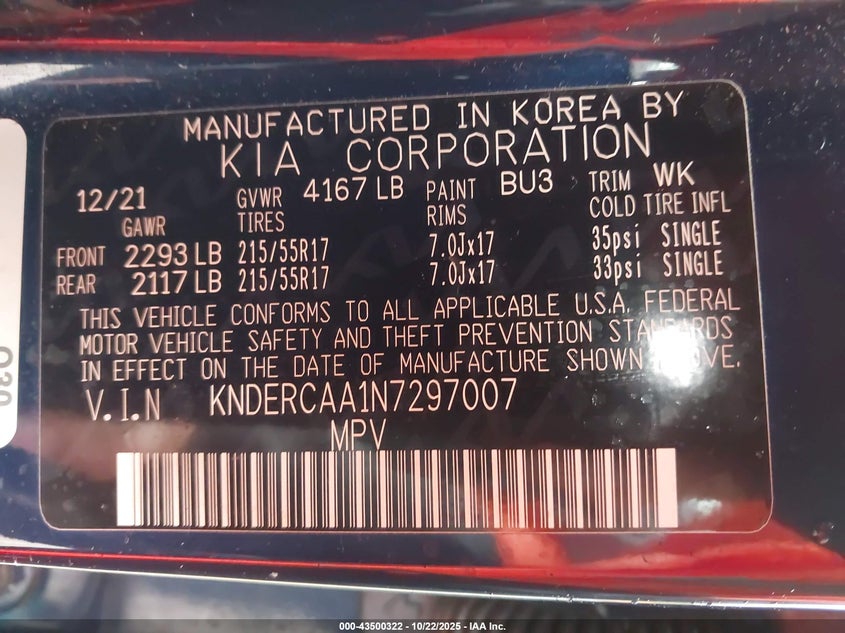 MANUFACTURED IN KOREA BY
KIA CORPORATION
12/21 GVWR 4167 LB PAINT BU3 TRIM WK
GAWR TIRES RIMS COLD TIRE INFL
FRONT 2293 LB 215/55R17 7.0Jx17 35psi SINGLE
REAR 2117 LB 215/55R17 7.0Jx17 33psi SINGLE
THIS VEHICLE CONFORMS TO ALL APPLICABLE U.S.A. FEDERAL
MOTOR VEHICLE SAFETY AND THEFT PREVENTION STANDARDS
IN EFFECT ON THE DATE OF MANUFACTURE SHOWN ABOVE.
V.I.N KNDERCAA1N7297007
MPV
000-43500322 - 10/22/2025 - IAA Inc.